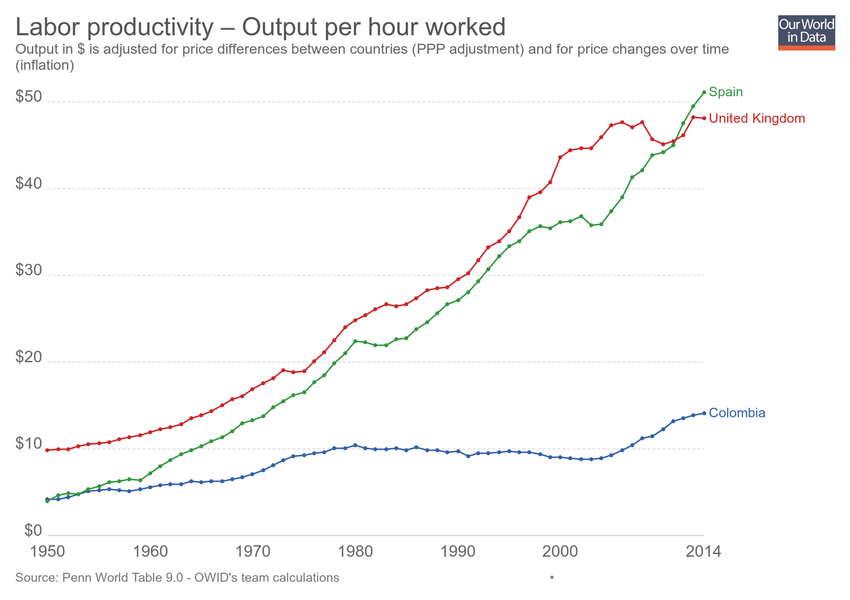 Labor productivity – Output per hour worked
Our World
in Data
Output in $ is adjusted for price differences between countries (PPP adjustment) and for price changes over time
(inflation)
$50
$40
$30
$20
$10
$0
Spain
United Kingdom
Colombia
1950
1960
1970
1980
1990
2000
2014
Source: Penn World Table 9.0 - OWID's team calculations